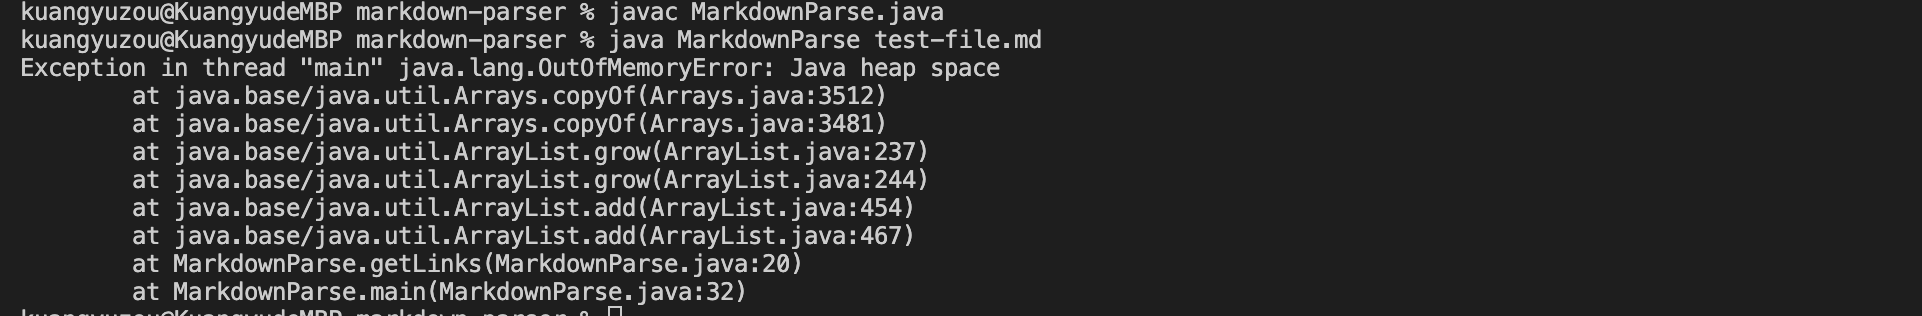 kuangyuzou@KuangyudeMBP markdown-parser % javac MarkdownParse.java
kuangyuzou@KuangyudeMBP markdown-parser % java MarkdownParse test-file.md
Exception in thread "main" java.lang.OutOfMemoryError: Java heap space
        at java.base/java.util.Arrays.copyOf(Arrays.java:3512)
        at java.base/java.util.Arrays.copyOf(Arrays.java:3481)
        at java.base/java.util.ArrayList.grow(ArrayList.java:237)
        at java.base/java.util.ArrayList.grow(ArrayList.java:244)
        at java.base/java.util.ArrayList.add(ArrayList.java:454)
        at java.base/java.util.ArrayList.add(ArrayList.java:467)
        at MarkdownParse.getLinks(MarkdownParse.java:20)
        at MarkdownParse.main(MarkdownParse.java:32)
kuangyuzou@KuangyudeMBP markdown-parser %